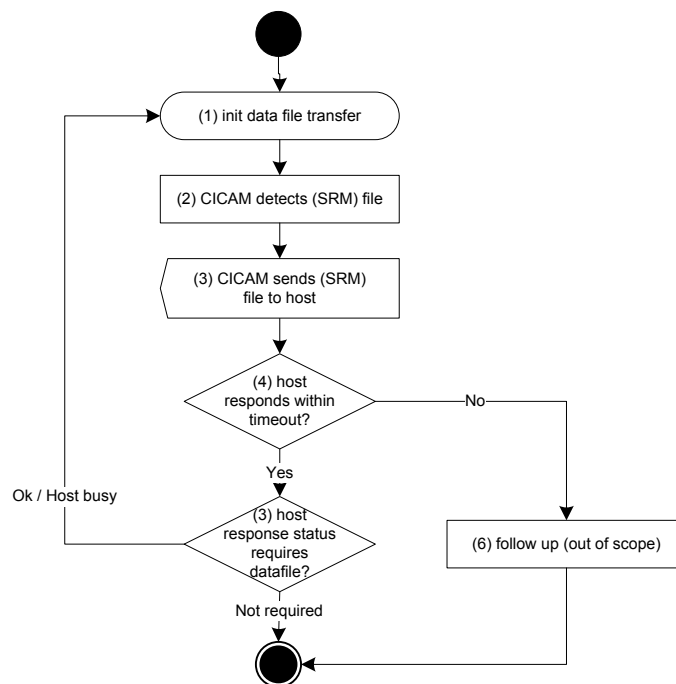 (1) init data file transfer
(2) CICAM detects (SRM) file
(3) CICAM sends (SRM)
file to host
(4) host
responds within
timeout?
No
Yes
Ok / Host busy
(3) host
response status
requires
datafile?
(6) follow up (out of scope)
Not required